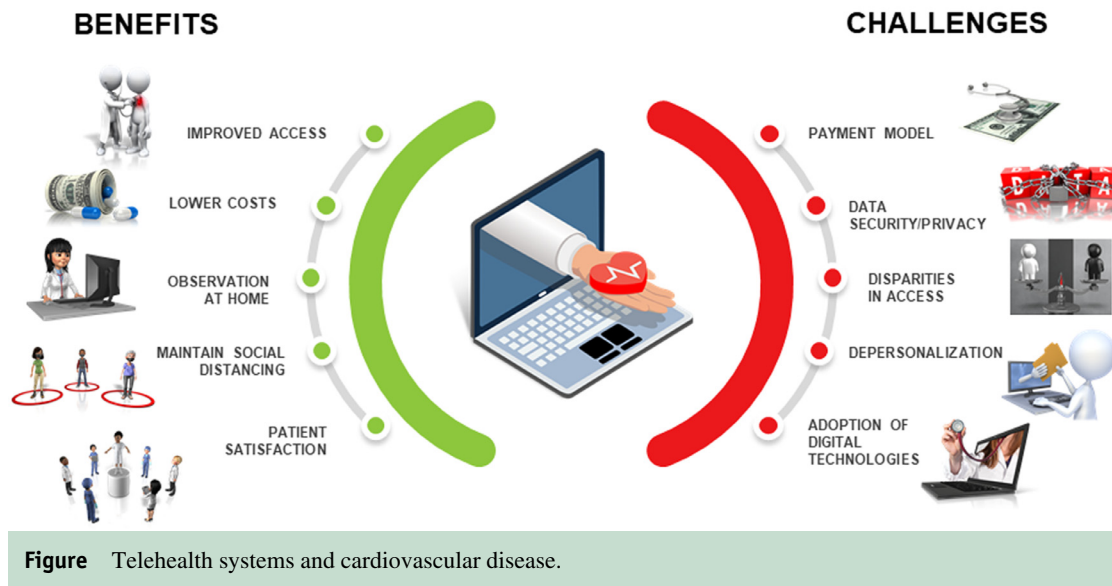 BENEFITS
CHALLENGES
IMPROVED ACCESS
LOWER COSTS
OBSERVATION
AT HOME
MAINTAIN SOCIAL
DISTANCING
PATIENT
SATISFACTION
PAYMENT MODEL
DATA
SECURITY/PRIVACY
DISPARITIES
IN ACCESS
DEPERSONALIZATION
ADOPTION OF
DIGITAL
TECHNOLOGIES
DATA
Figure Telehealth systems and cardiovascular disease.